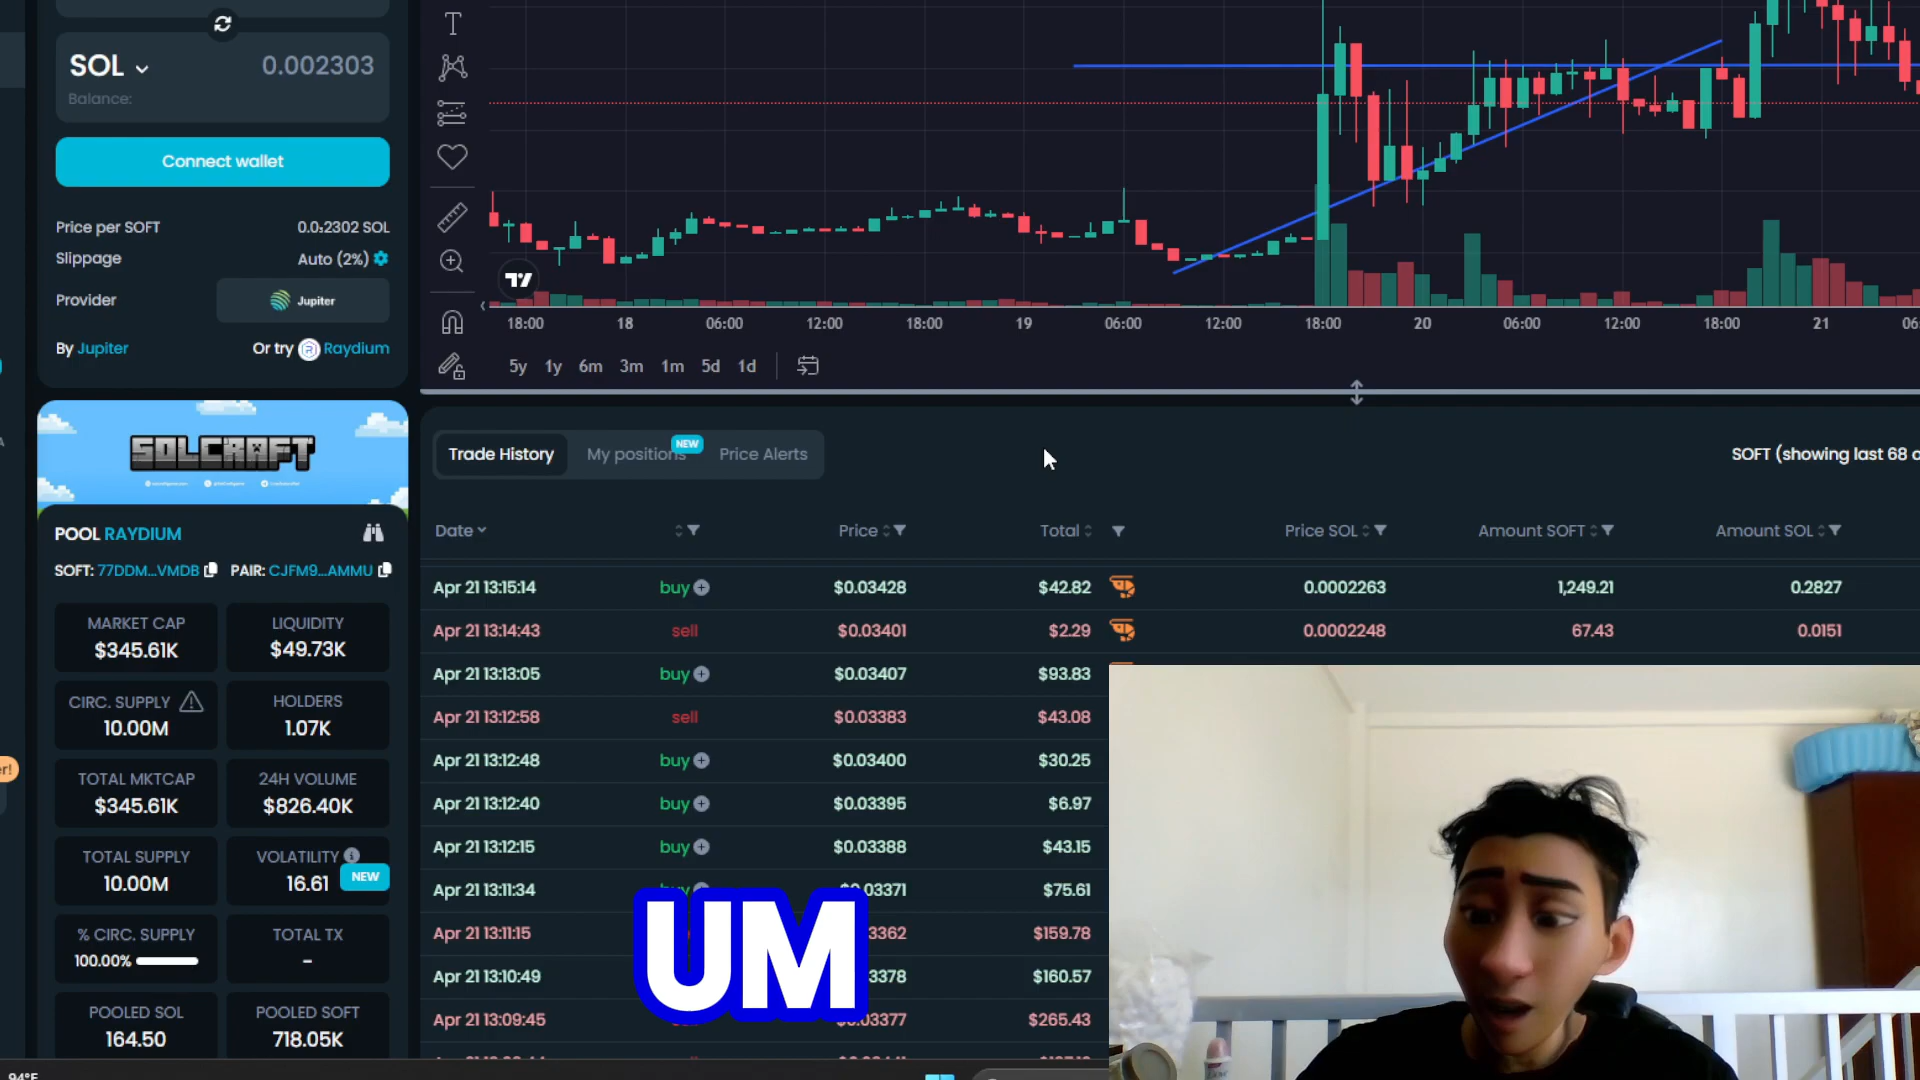 SOL
0.002303
Balance:
Connect wallet
Price per SOFT 0.0₃2302 SOL
Slippage Auto (2%)
Provider Jupiter
By Jupiter Or try Raydium
SOLCRAFT
POOL RAYDIUM
SOFT: 77DDM...VMDB PAIR: CJFM9...AMMU
MARKET CAP LIQUIDITY
$345.61K $49.73K
CIRC. SUPPLY HOLDERS
10.00M 1.07K
TOTAL MKTCAP 24H VOLUME
$345.61K $826.40K
TOTAL SUPPLY VOLATILITY
10.00M 16.61 NEW
% CIRC. SUPPLY TOTAL TX
100.00% -
POOLED SOL POOLED SOFT
164.50 718.05K
94°F
18:00 18 06:00 12:00 18:00 19 06:00 12:00 18:00 20 06:00 12:00 18:00 21
5y 1y 6m 3m 1m 5d 1d
Trade History My positions NEW Price Alerts
SOFT (showing last 68
Date Price Total Price SOL Amount SOFT Amount SOL
Apr 21 13:15:14 buy $0.03428 $42.82 0.0002263 1,249.21 0.2827
Apr 21 13:14:43 sell $0.03401 $2.29 0.0002248 67.43 0.0151
Apr 21 13:13:05 buy $0.03407 $93.83
Apr 21 13:12:58 sell $0.03383 $43.08
Apr 21 13:12:48 buy $0.03400 $30.25
Apr 21 13:12:40 buy $0.03395 $6.97
Apr 21 13:12:15 buy $0.03388 $43.15
Apr 21 13:11:34 buy $0.03371 $75.61
Apr 21 13:11:15 3362 $159.78
Apr 21 13:10:49 3378 $160.57
Apr 21 13:09:45 03377 $265.43
UM